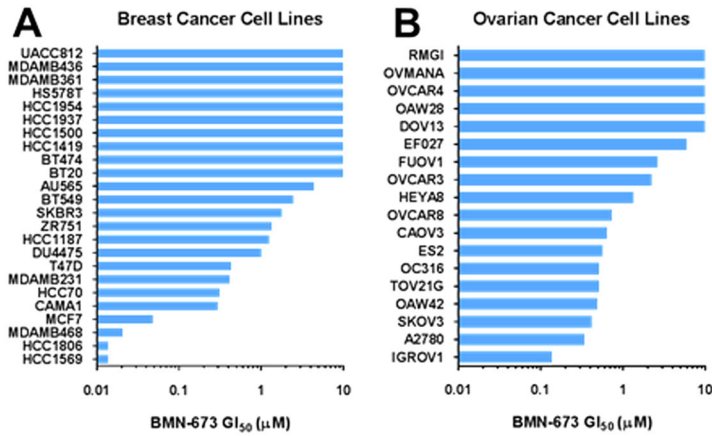 A
Breast Cancer Cell Lines
UACC812
MDAMB436
MDAMB361
HS578T
HCC1954
HCC1937
HCC1500
HCC1419
BT474
BT20
AU565
BT549
SKBR3
ZR751
HCC1187
DU4475
T47D
MDAMB231
HCC70
CAMA1
MCF7
MDAMB468
HCC1806
HCC1569
0.01 0.1 1 10
BMN-673 GI50 (μM)
B
Ovarian Cancer Cell Lines
RMGI
OVMANA
OVCAR4
OAW28
DOV13
EF027
FUOV1
OVCAR3
HEYA8
OVCAR8
CAOV3
ES2
OC316
TOV21G
OAW42
SKOV3
A2780
IGROV1
0.01 0.1 1 10
BMN-673 GI50 (μM)